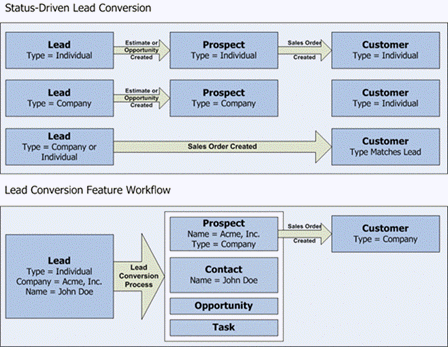 Status-Driven Lead Conversion
Lead
Type = Individual
Estimate or
Opportunity
Created
Prospect
Type = Individual
Sales Order
Created
Customer
Type = Individual
Lead
Type = Company
Estimate or
Opportunity
Created
Prospect
Type = Company
Customer
Type = Individual
Lead
Type = Company or
Individual
Sales Order Created
Customer
Type Matches Lead
Lead Conversion Feature Workflow
Lead
Type = Individual
Company = Acme, Inc.
Name = John Doe
Lead
Conversion
Process
Prospect
Name = Acme, Inc.
Type = Company
Contact
Name = John Doe
Opportunity
Task
Sales Order
Created
Customer
Type = Company